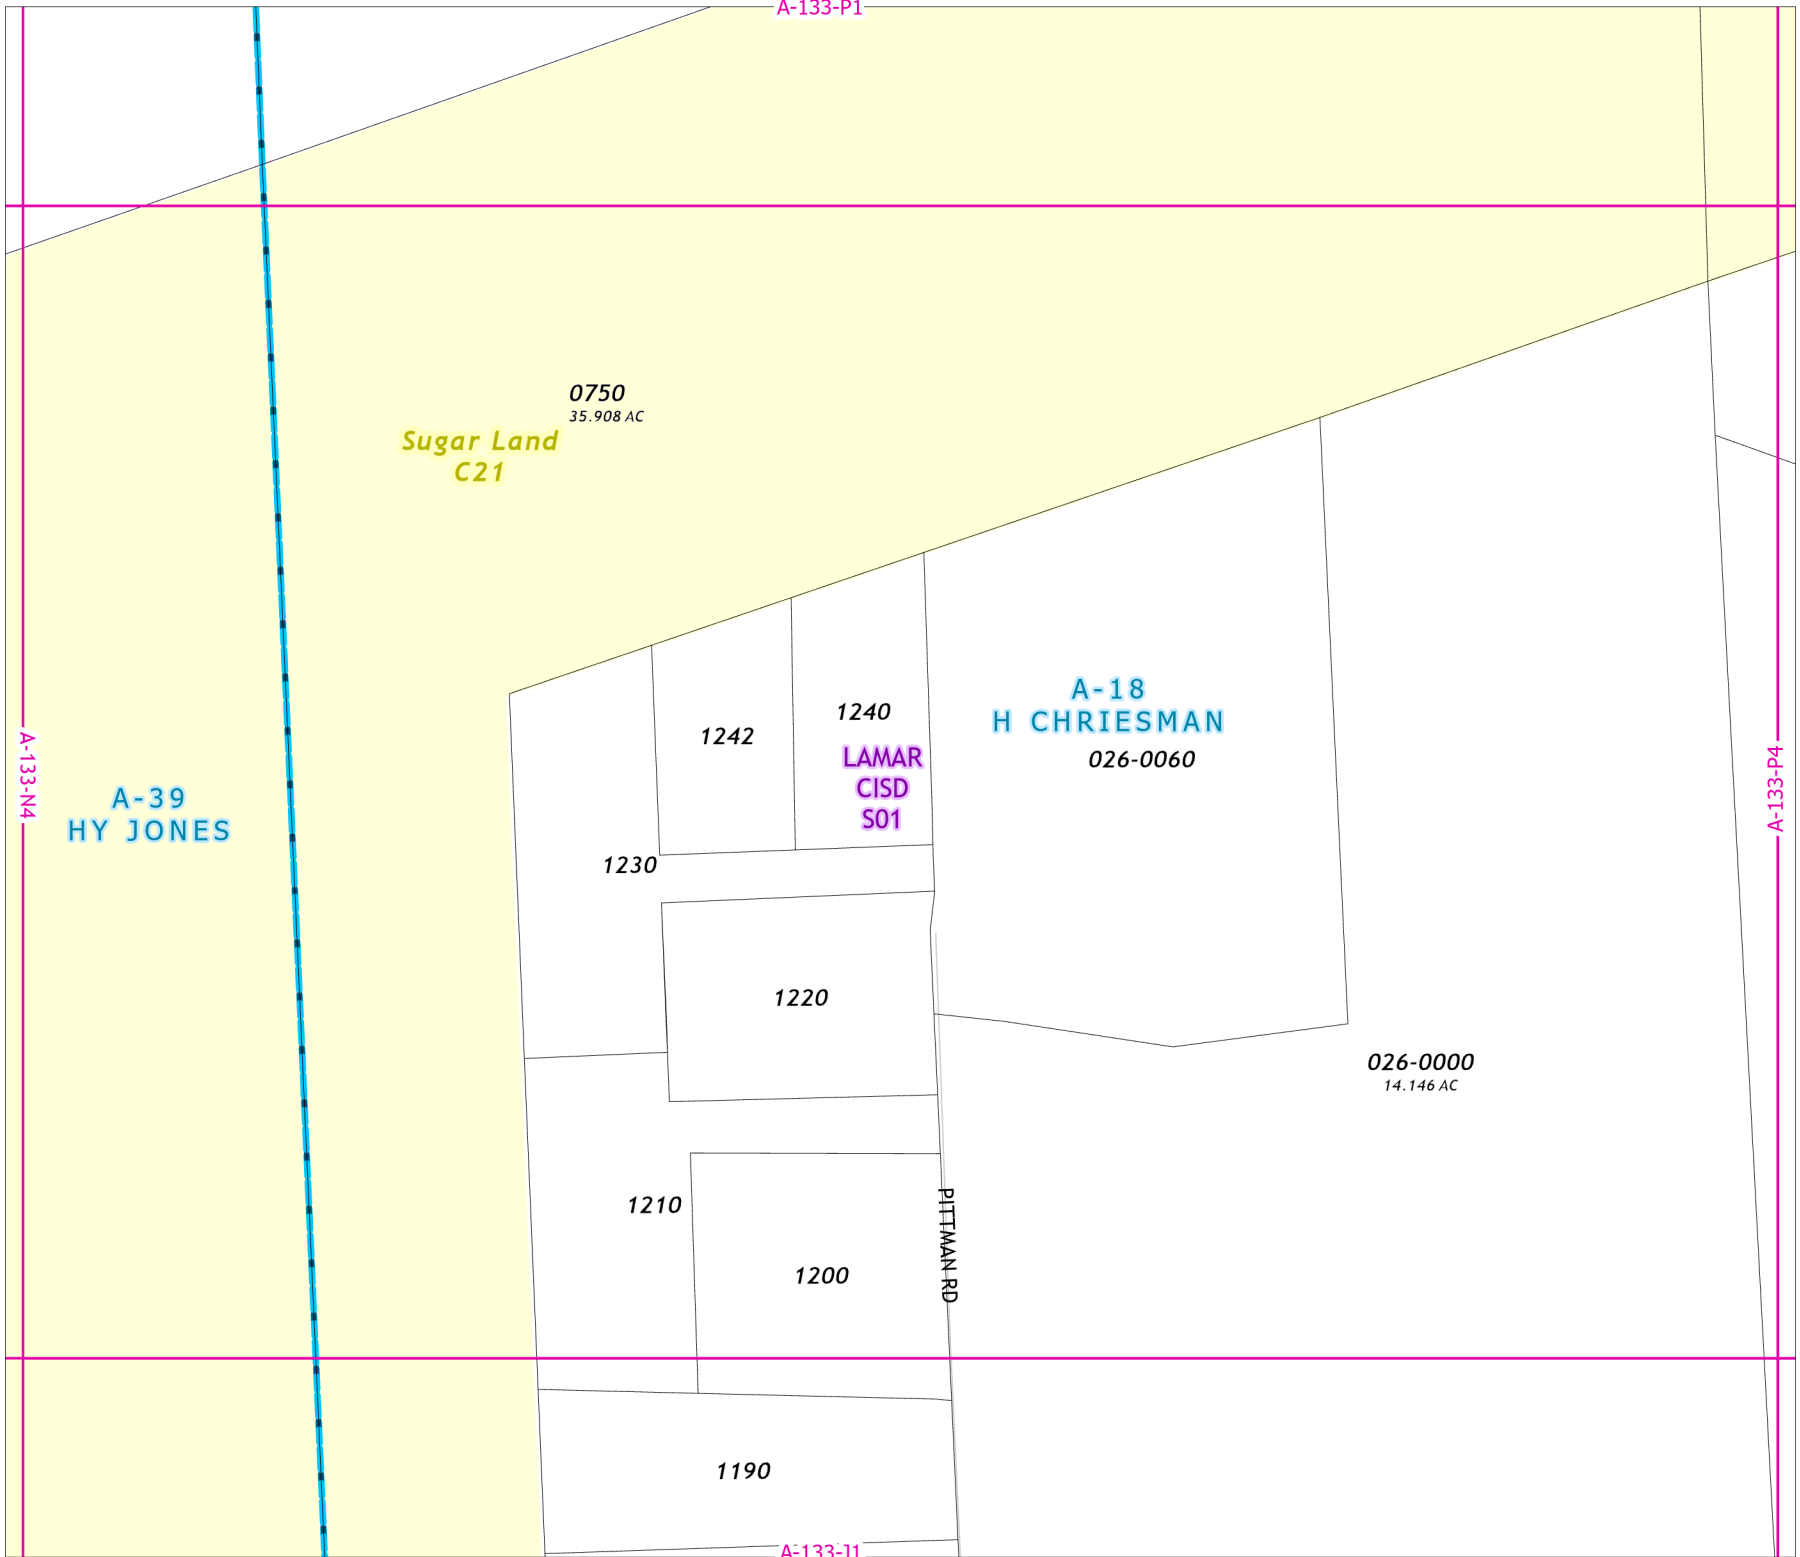 A-133-P1
0750
35.908 AC
Sugar Land
C21
A-18
H CHRIESMAN
026-0060
1240
1242
LAMAR
CISD
S01
A-133-N4
A-133-P4
A-39
HY JONES
1230
1220
026-0000
14.146 AC
1210
PITTMAN RD
1200
1190
A-133-J1